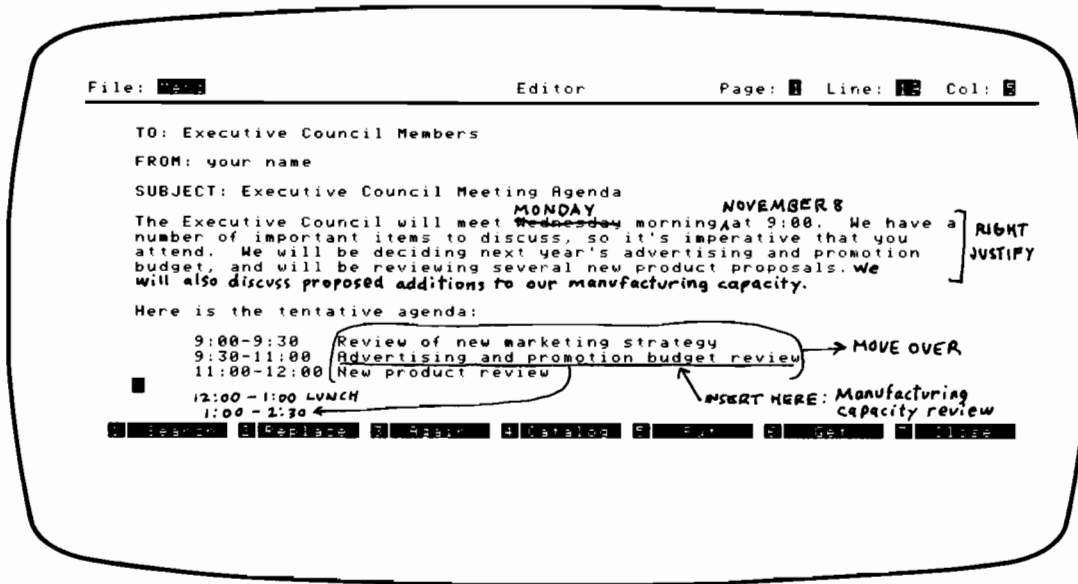 File: Memo Editor Page: 1 Line: 12 Col: 5
TO: Executive Council Members
FROM: your name
SUBJECT: Executive Council Meeting Agenda
MONDAY NOVEMBER 8
The Executive Council will meet Wednesday morning at 9:00. We have a
number of important items to discuss, so it's imperative that you
attend. We will be deciding next year's advertising and promotion
budget, and will be reviewing several new product proposals. We
will also discuss proposed additions to our manufacturing capacity.
RIGHT
JUSTIFY
Here is the tentative agenda:
9:00-9:30 Review of new marketing strategy
9:30-11:00 Advertising and promotion budget review
11:00-12:00 New product review
MOVE OVER
12:00 – 1:00 LUNCH
1:00 – 2:30
INSERT HERE: Manufacturing
capacity review
1 Search 2 Replace 3 Again 4 Catalog 5 Put 6 Get 7 Close